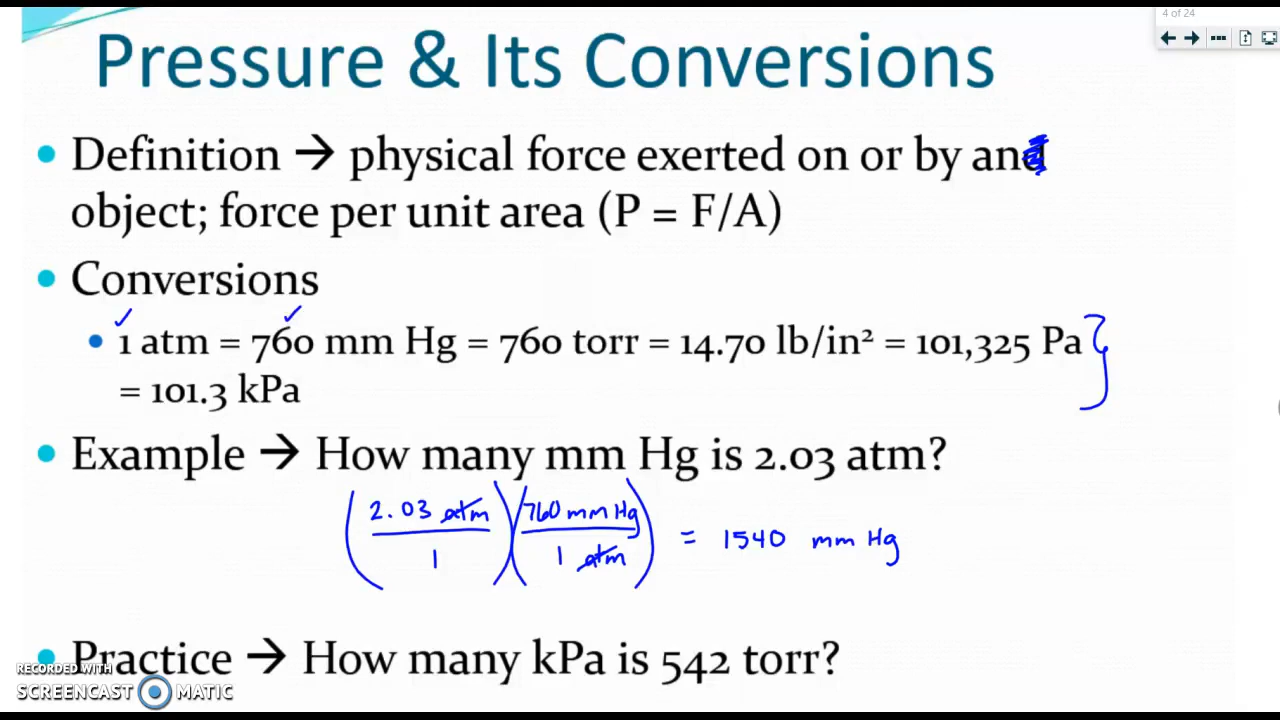 4 of 24
Pressure & Its Conversions
• Definition → physical force exerted on or by an
object; force per unit area (P = F/A)
• Conversions
• 1 atm = 760 mm Hg = 760 torr = 14.70 lb/in² = 101,325 Pa
= 101.3 kPa
• Example → How many mm Hg is 2.03 atm?
(2.03 atm / 1)(760 mm Hg / 1 atm) = 1540 mm Hg
• Practice → How many kPa is 542 torr?
RECORDED WITH
SCREENCAST MATIC